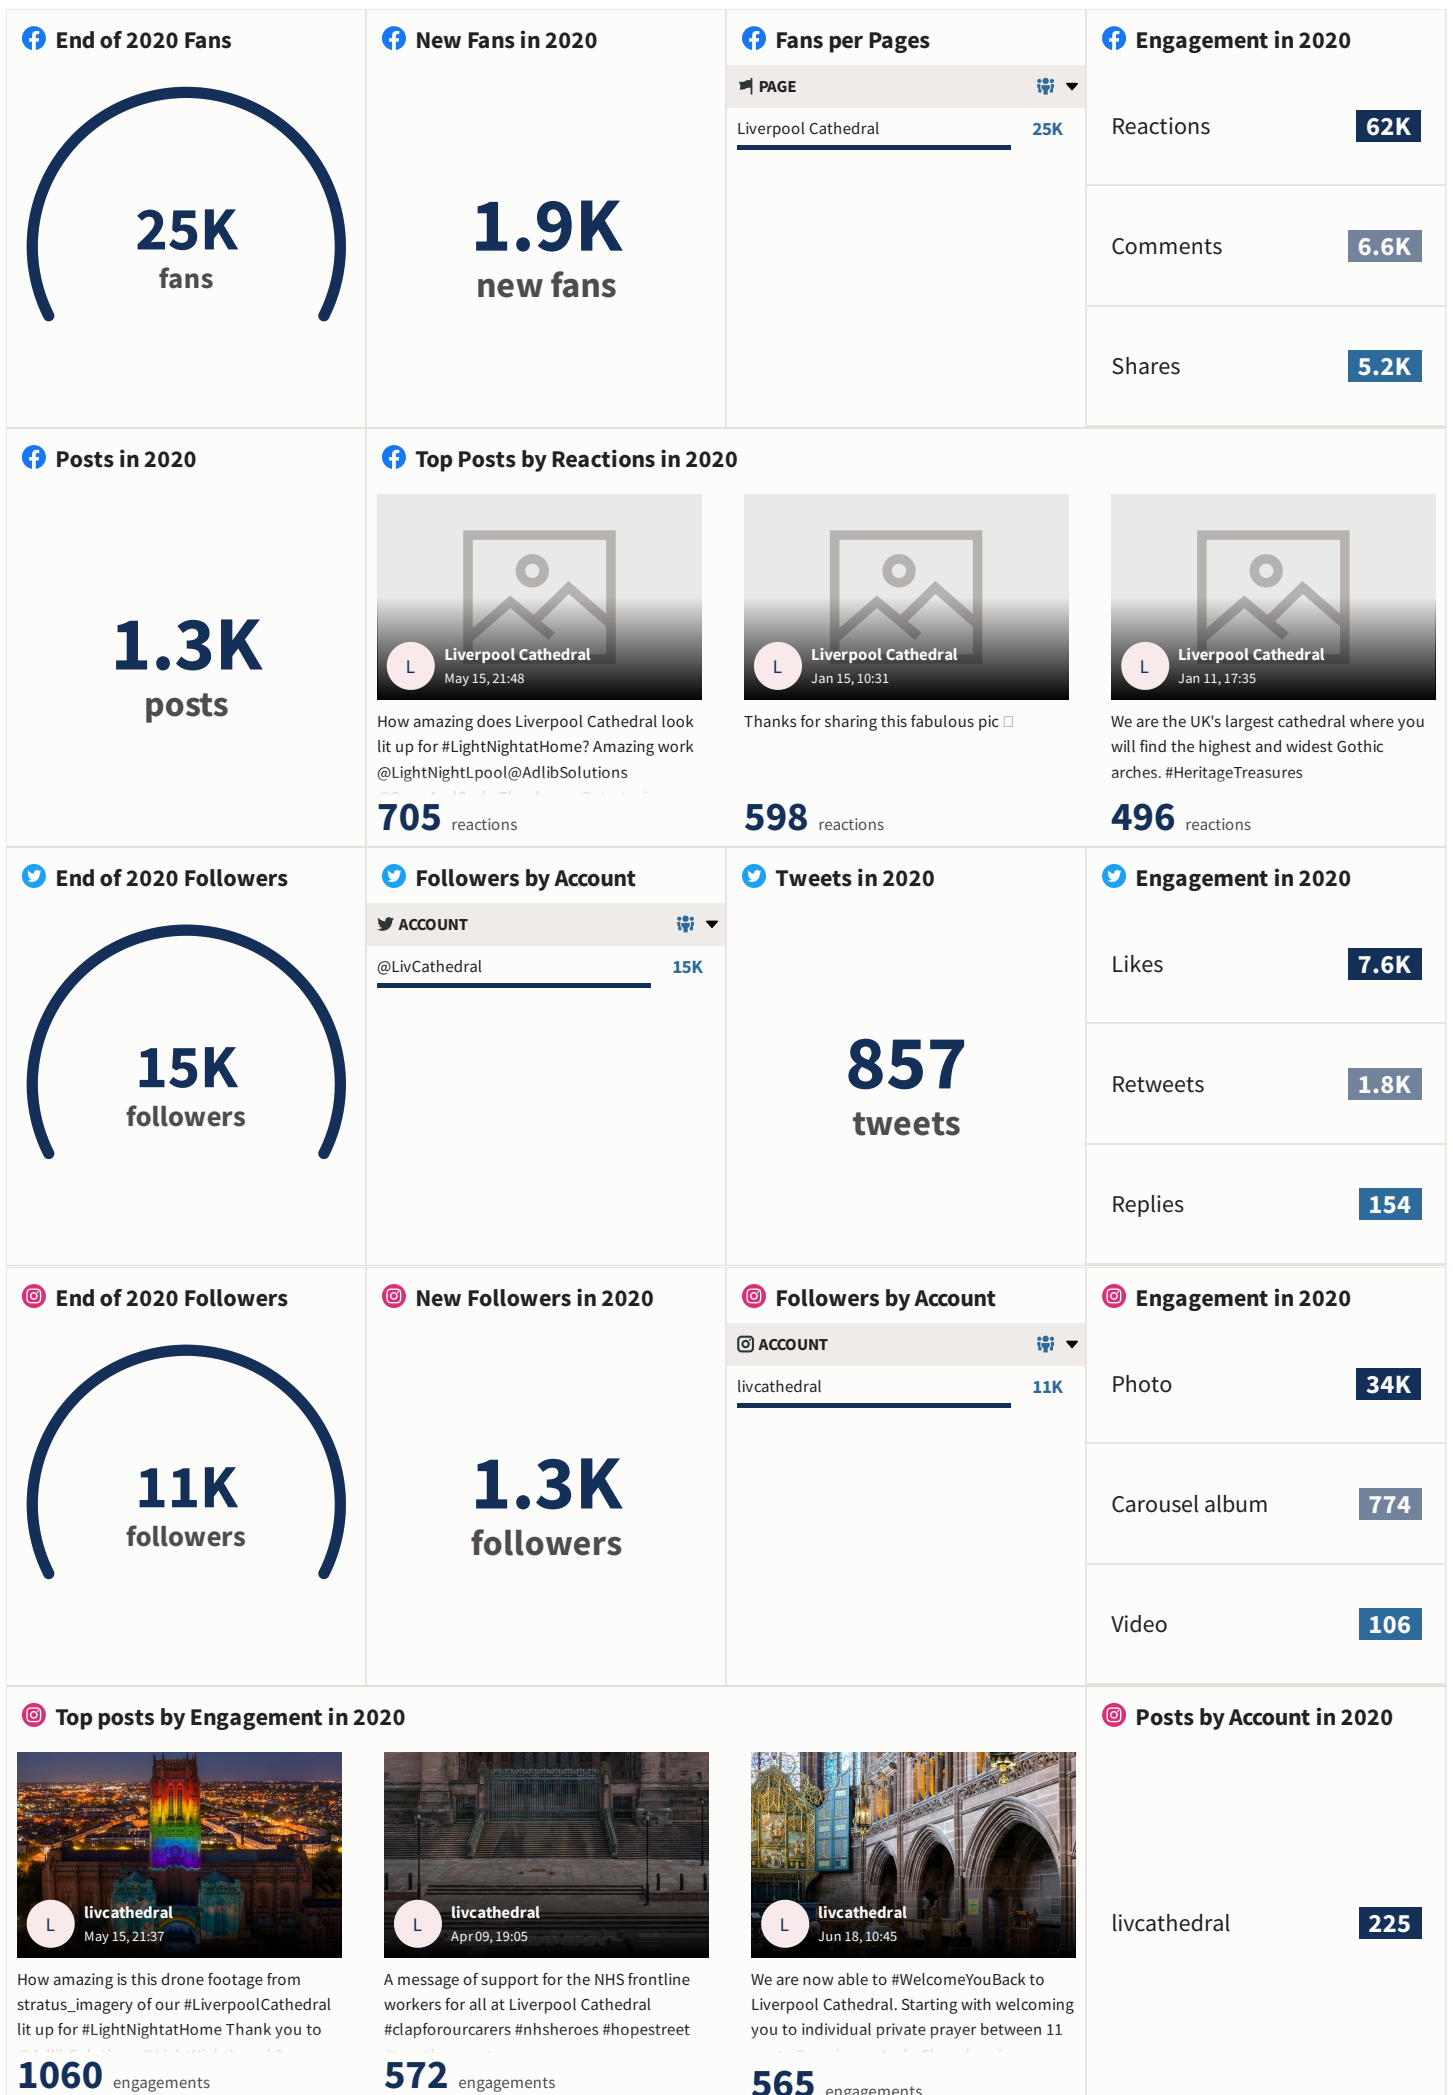 End of 2020 Fans
25K
fans
New Fans in 2020
1.9K
new fans
Fans per Pages
PAGE
Liverpool Cathedral 25K
Engagement in 2020
Reactions 62K
Comments 6.6K
Shares 5.2K
Posts in 2020
1.3K
posts
Top Posts by Reactions in 2020
L
Liverpool Cathedral
May 15, 21:48
How amazing does Liverpool Cathedral look
lit up for #LightNightatHome? Amazing work
@LightNightLpool@AdlibSolutions
705 reactions
L
Liverpool Cathedral
Jan 15, 10:31
Thanks for sharing this fabulous pic
598 reactions
L
Liverpool Cathedral
Jan 11, 17:35
We are the UK's largest cathedral where you
will find the highest and widest Gothic
arches. #HeritageTreasures
496 reactions
End of 2020 Followers
15K
followers
Followers by Account
ACCOUNT
@LivCathedral 15K
Tweets in 2020
857
tweets
Engagement in 2020
Likes 7.6K
Retweets 1.8K
Replies 154
End of 2020 Followers
11K
followers
New Followers in 2020
1.3K
followers
Followers by Account
ACCOUNT
livcathedral 11K
Engagement in 2020
Photo 34K
Carousel album 774
Video 106
Top posts by Engagement in 2020
L
livcathedral
May 15, 21:37
How amazing is this drone footage from
stratus_imagery of our #LiverpoolCathedral
lit up for #LightNightatHome Thank you to
1060 engagements
L
livcathedral
Apr 09, 19:05
A message of support for the NHS frontline
workers for all at Liverpool Cathedral
#clapforourcarers #nhsheroes #hopestreet
572 engagements
L
livcathedral
Jun 18, 10:45
We are now able to #WelcomeYouBack to
Liverpool Cathedral. Starting with welcoming
you to individual private prayer between 11
565 engagements
Posts by Account in 2020
livcathedral 225